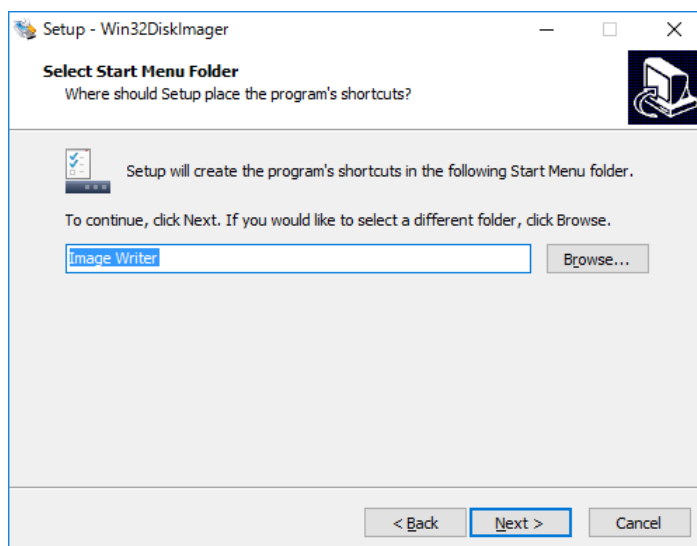 Setup - Win32DiskImager
Select Start Menu Folder
Where should Setup place the program's shortcuts?
Setup will create the program's shortcuts in the following Start Menu folder.
To continue, click Next. If you would like to select a different folder, click Browse.
Image Writer
Browse...
< Back
Next >
Cancel